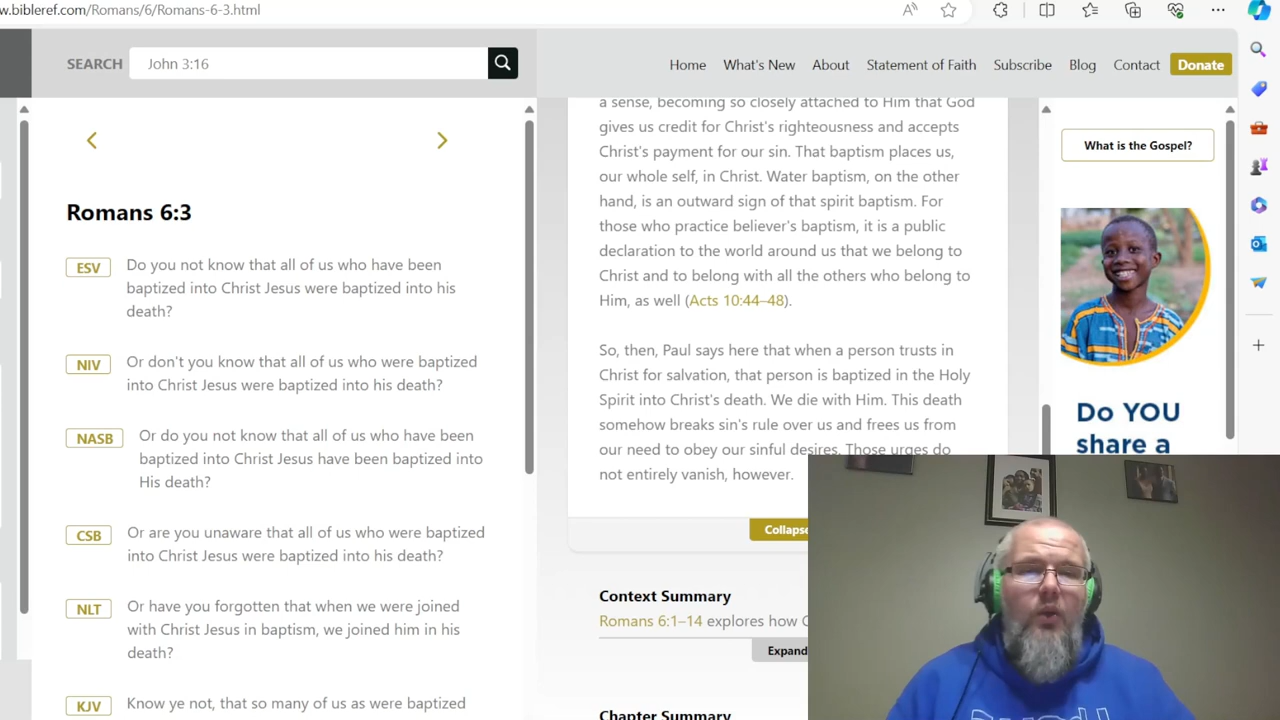 w.bibleref.com/Romans/6/Romans-6-3.html
SEARCH
John 3:16
Home
What's New
About
Statement of Faith
Subscribe
Blog
Contact
Donate
Romans 6:3
ESV
Do you not know that all of us who have been
baptized into Christ Jesus were baptized into his
death?
NIV
Or don't you know that all of us who were baptized
into Christ Jesus were baptized into his death?
NASB
Or do you not know that all of us who have been
baptized into Christ Jesus have been baptized into
His death?
CSB
Or are you unaware that all of us who were baptized
into Christ Jesus were baptized into his death?
NLT
Or have you forgotten that when we were joined
with Christ Jesus in baptism, we joined him in his
death?
KJV
Know ye not, that so many of us as were baptized
a sense, becoming so closely attached to Him that God
gives us credit for Christ's righteousness and accepts
Christ's payment for our sin. That baptism places us,
our whole self, in Christ. Water baptism, on the other
hand, is an outward sign of that spirit baptism. For
those who practice believer's baptism, it is a public
declaration to the world around us that we belong to
Christ and to belong with all the others who belong to
Him, as well (Acts 10:44–48).
So, then, Paul says here that when a person trusts in
Christ for salvation, that person is baptized in the Holy
Spirit into Christ's death. We die with Him. This death
somehow breaks sin's rule over us and frees us from
our need to obey our sinful desires. Those urges do
not entirely vanish, however.
Collapse
Context Summary
Romans 6:1–14 explores how
Expand
Chapter Summary
What is the Gospel?
Do YOU
share a